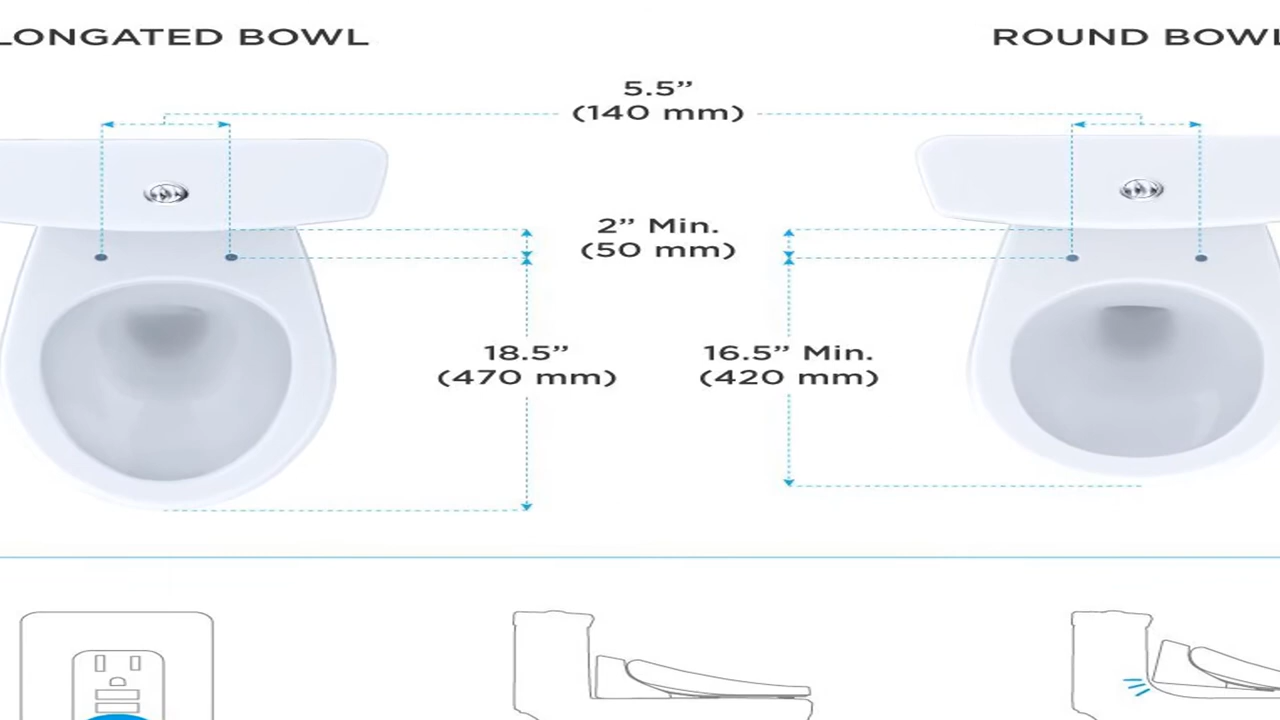 LONGATED BOWL
ROUND BOWL
5.5”
(140 mm)
2” Min.
(50 mm)
18.5”
(470 mm)
16.5” Min.
(420 mm)